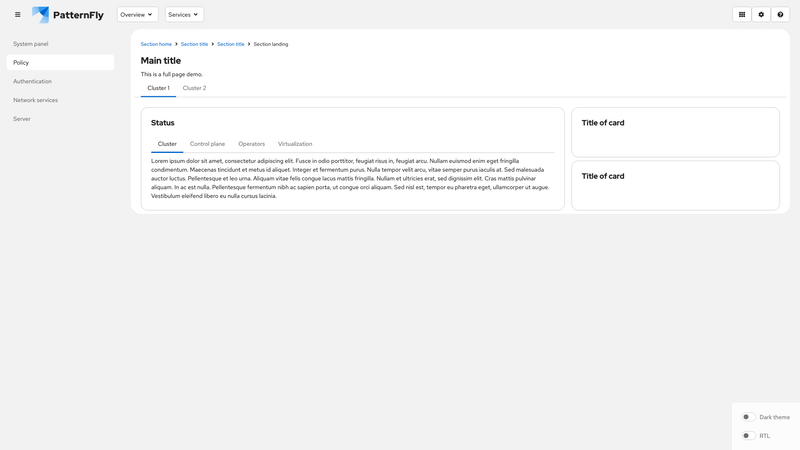 PatternFly
Overview
Services
System panel
Policy
Authentication
Network services
Server
Section home Section title Section title Section landing
Main title
This is a full page demo.
Cluster 1 Cluster 2
Status
Cluster Control plane Operators Virtualization
Lorem ipsum dolor sit amet, consectetur adipiscing elit. Fusce in odio porttitor, feugiat risus in, feugiat arcu. Nullam euismod enim eget fringilla
condimentum. Maecenas tincidunt et metus id aliquet. Integer et fermentum purus. Nulla tempor velit arcu, vitae semper purus iaculis at. Sed malesuada
auctor luctus. Pellentesque et leo urna. Aliquam vitae felis congue lacus mattis fringilla. Nullam et ultricies erat, sed dignissim elit. Cras mattis pulvinar
aliquam. In ac est nulla. Pellentesque fermentum nibh ac sapien porta, ut congue orci aliquam. Sed nisl est, tempor eu pharetra eget, ullamcorper ut augue.
Vestibulum eleifend libero eu nulla cursus lacinia.
Title of card
Title of card
Dark theme
RTL